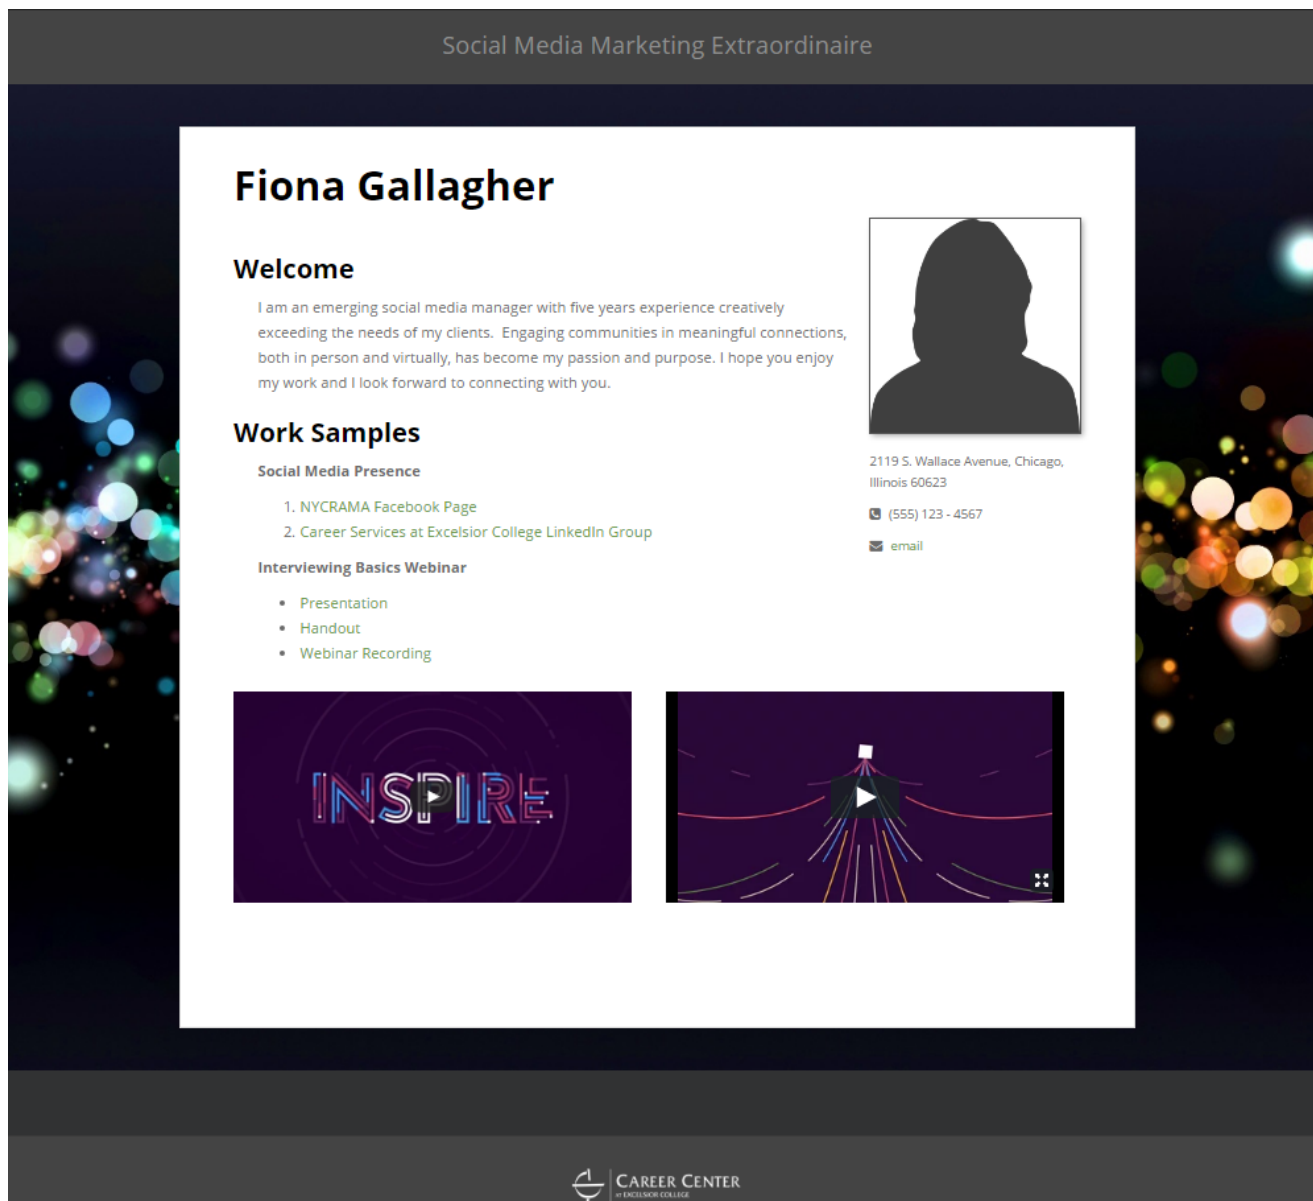 Social Media Marketing Extraordinaire
Fiona Gallagher
Welcome
I am an emerging social media manager with five years experience creatively
exceeding the needs of my clients.  Engaging communities in meaningful connections,
both in person and virtually, has become my passion and purpose. I hope you enjoy
my work and I look forward to connecting with you.
Work Samples
Social Media Presence
1. NYCRAMA Facebook Page
2. Career Services at Excelsior College LinkedIn Group
Interviewing Basics Webinar
• Presentation
• Handout
• Webinar Recording
2119 S. Wallace Avenue, Chicago,
Illinois 60623
(555) 123 - 4567
email
INSPIRE
CAREER CENTER
AT EXCELSIOR COLLEGE